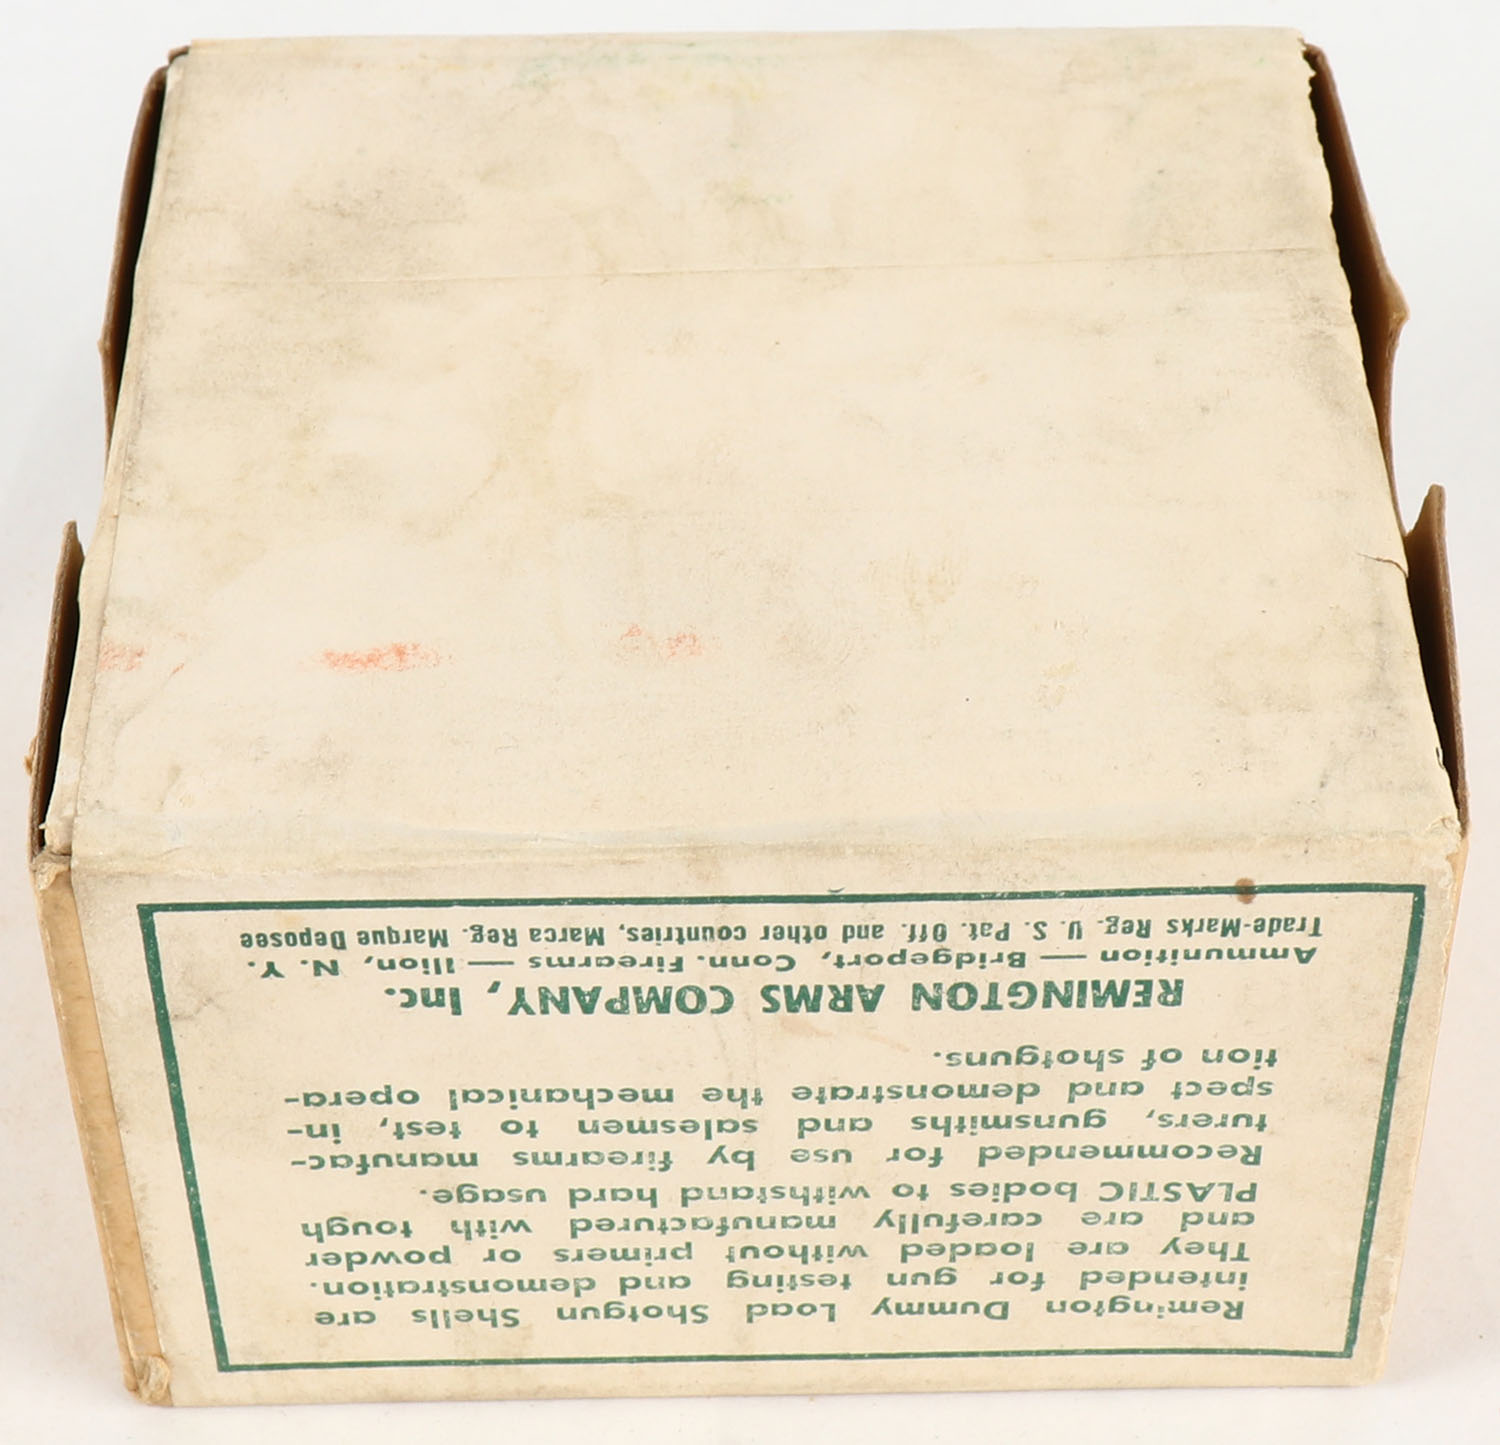 Remington Dummy Load Shotgun Shells are
intended for gun testing and demonstration.
They are loaded without primers or powder
and are carefully manufactured with tough
PLASTIC bodies to withstand hard usage.
Recommended for use by firearms manufac-
turers, gunsmiths and salesmen to test, in-
spect and demonstrate the mechanical opera-
tion of shotguns.
REMINGTON ARMS COMPANY, Inc.
Ammunition — Bridgeport, Conn. Firearms — Ilion, N. Y.
Trade-Marks Reg. U. S. Pat. Off. and other countries, Marca Reg. Marque Deposee